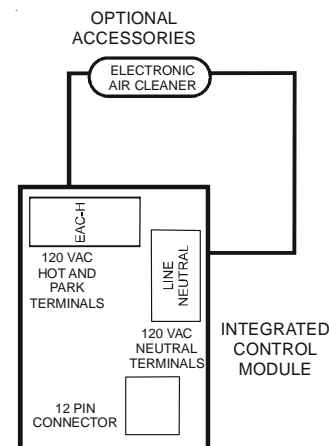 OPTIONAL
ACCESSORIES
ELECTRONIC
AIR CLEANER
EAC-H
120 VAC
HOT AND
PARK
TERMINALS
LINE
NEUTRAL
120 VAC
NEUTRAL
TERMINALS
INTEGRATED
CONTROL
MODULE
12 PIN
CONNECTOR